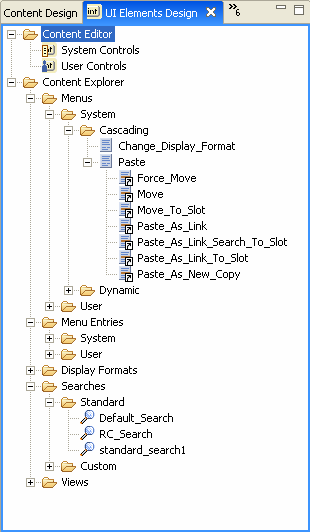 Content Design UI Elements Design »6
Content Editor
System Controls
User Controls
Content Explorer
Menus
System
Cascading
Change_Display_Format
Paste
Force_Move
Move
Move_To_Slot
Paste_As_Link
Paste_As_Link_Search_To_Slot
Paste_As_Link_To_Slot
Paste_As_New_Copy
Dynamic
User
Menu Entries
System
User
Display Formats
Searches
Standard
Default_Search
RC_Search
standard_search1
Custom
Views